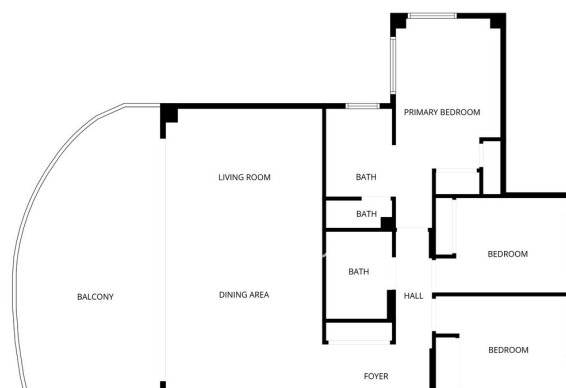 PRIMARY BEDROOM
LIVING ROOM
BATH
BATH
BEDROOM
BATH
BALCONY
DINING AREA
HALL
BEDROOM
FOYER